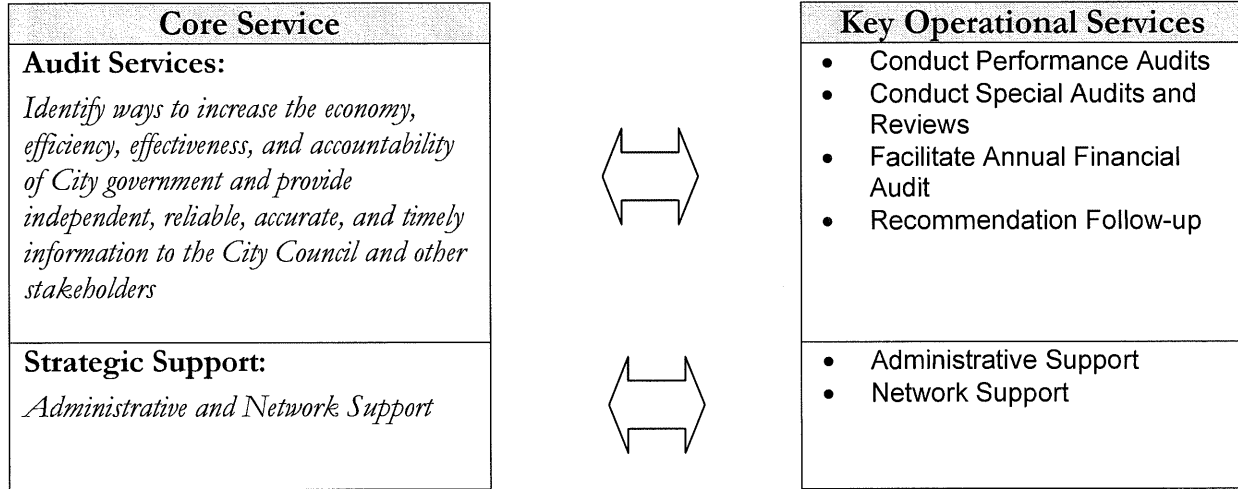 Core Service
Audit Services:
Identify ways to increase the economy,
efficiency, effectiveness, and accountability
of City government and provide
independent, reliable, accurate, and timely
information to the City Council and other
stakeholders
Strategic Support:
Administrative and Network Support
Key Operational Services
• Conduct Performance Audits
• Conduct Special Audits and
Reviews
• Facilitate Annual Financial
Audit
• Recommendation Follow-up
• Administrative Support
• Network Support